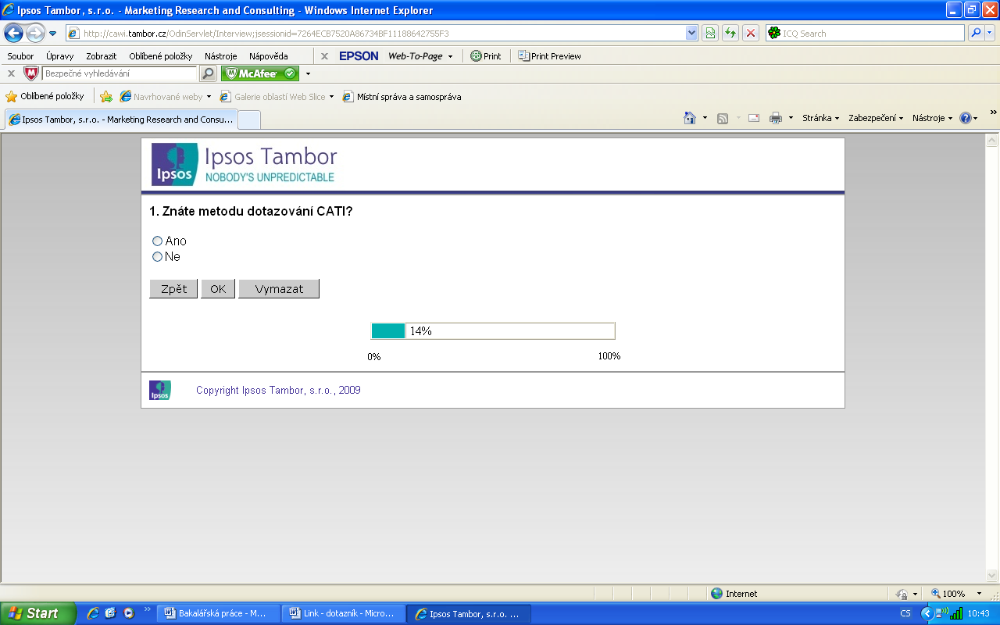 Ipsos Tambor, s.r.o. - Marketing Research and Consulting - Windows Internet Explorer
http://cawi.tambor.cz/OdinServlet/Interview;jsessionid=7264ECB7520A86734BF11188642755F3
ICQ Search
Soubor Úpravy Zobrazit Oblíbené položky Nástroje Nápověda
EPSON Web-To-Page Print Print Preview
Bezpečné vyhledávání McAfee
Oblíbené položky Navrhované weby Galerie oblastí Web Slice Místní správa a samospráva
Ipsos Tambor, s.r.o. - Marketing Research and Consu...
Stránka Zabezpečení Nástroje
Ipsos
Ipsos Tambor
NOBODY'S UNPREDICTABLE
1. Znáte metodu dotazování CATI?
Ano
Ne
Zpět OK Vymazat
14%
0% 100%
Ipsos
Copyright Ipsos Tambor, s.r.o., 2009
Internet 100%
Start Bakalářská práce - M... Link - dotazník - Micro... Ipsos Tambor, s.r.o. ... CS 10:43